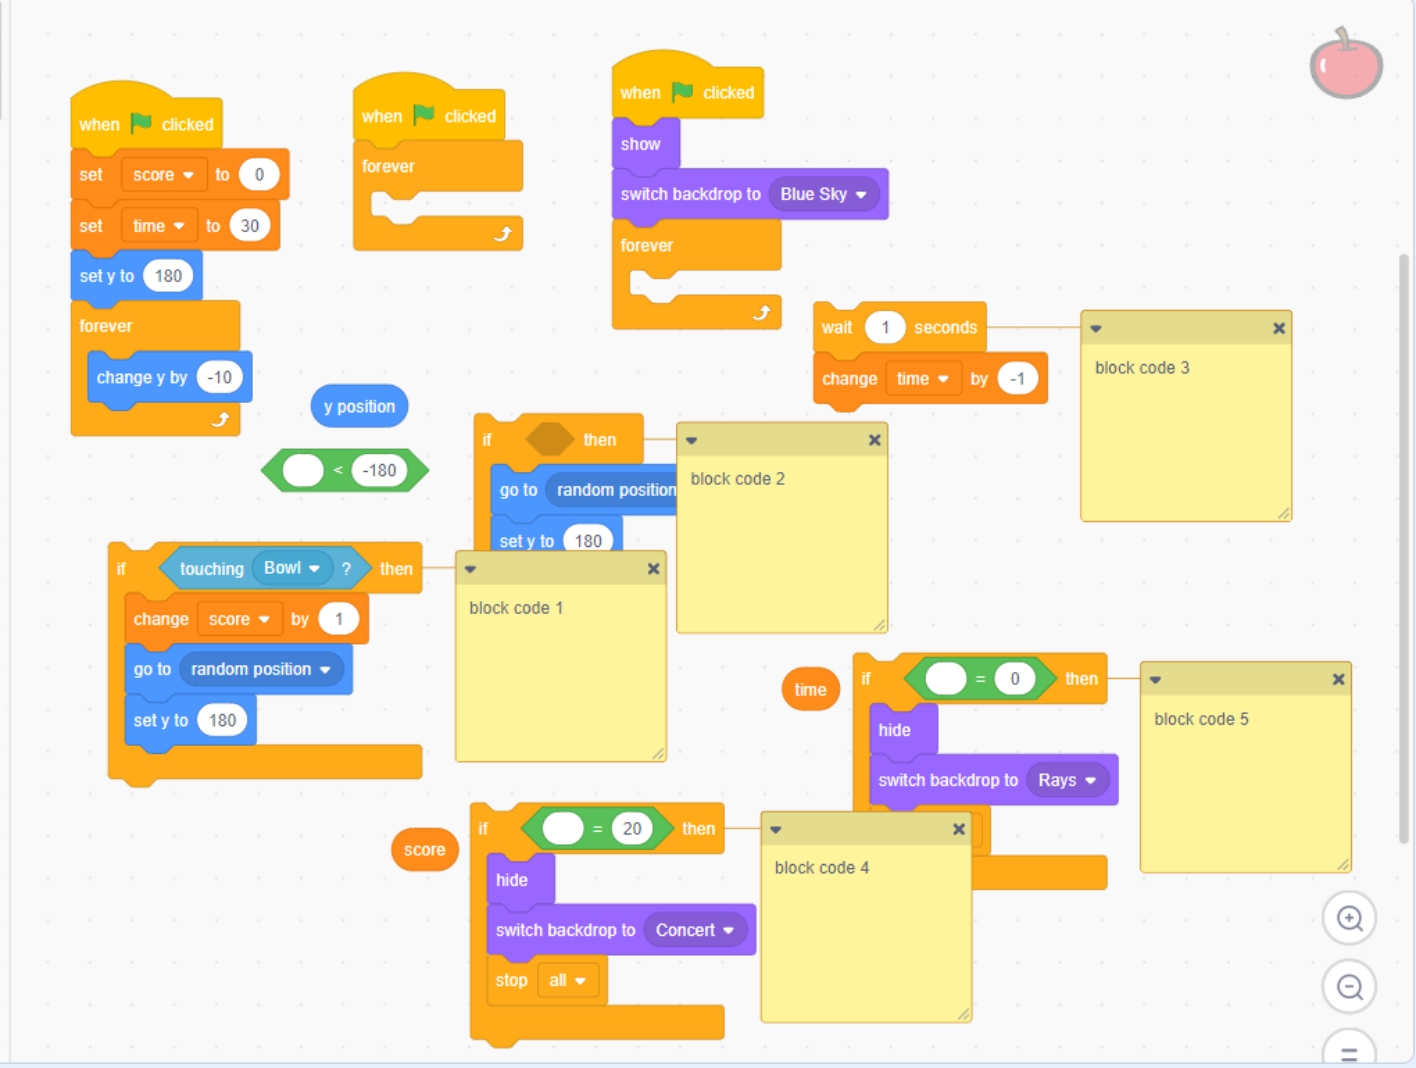 when clicked
set score to 0
set time to 30
set y to 180
forever
change y by -10
when clicked
forever
when clicked
show
switch backdrop to Blue Sky
forever
wait 1 seconds
change time by -1
block code 3
y position
< -180
if then
go to random position
set y to 180
block code 2
if touching Bowl ? then
change score by 1
go to random position
set y to 180
block code 1
time
if = 0 then
hide
switch backdrop to Rays
block code 5
score
if = 20 then
hide
switch backdrop to Concert
stop all
block code 4